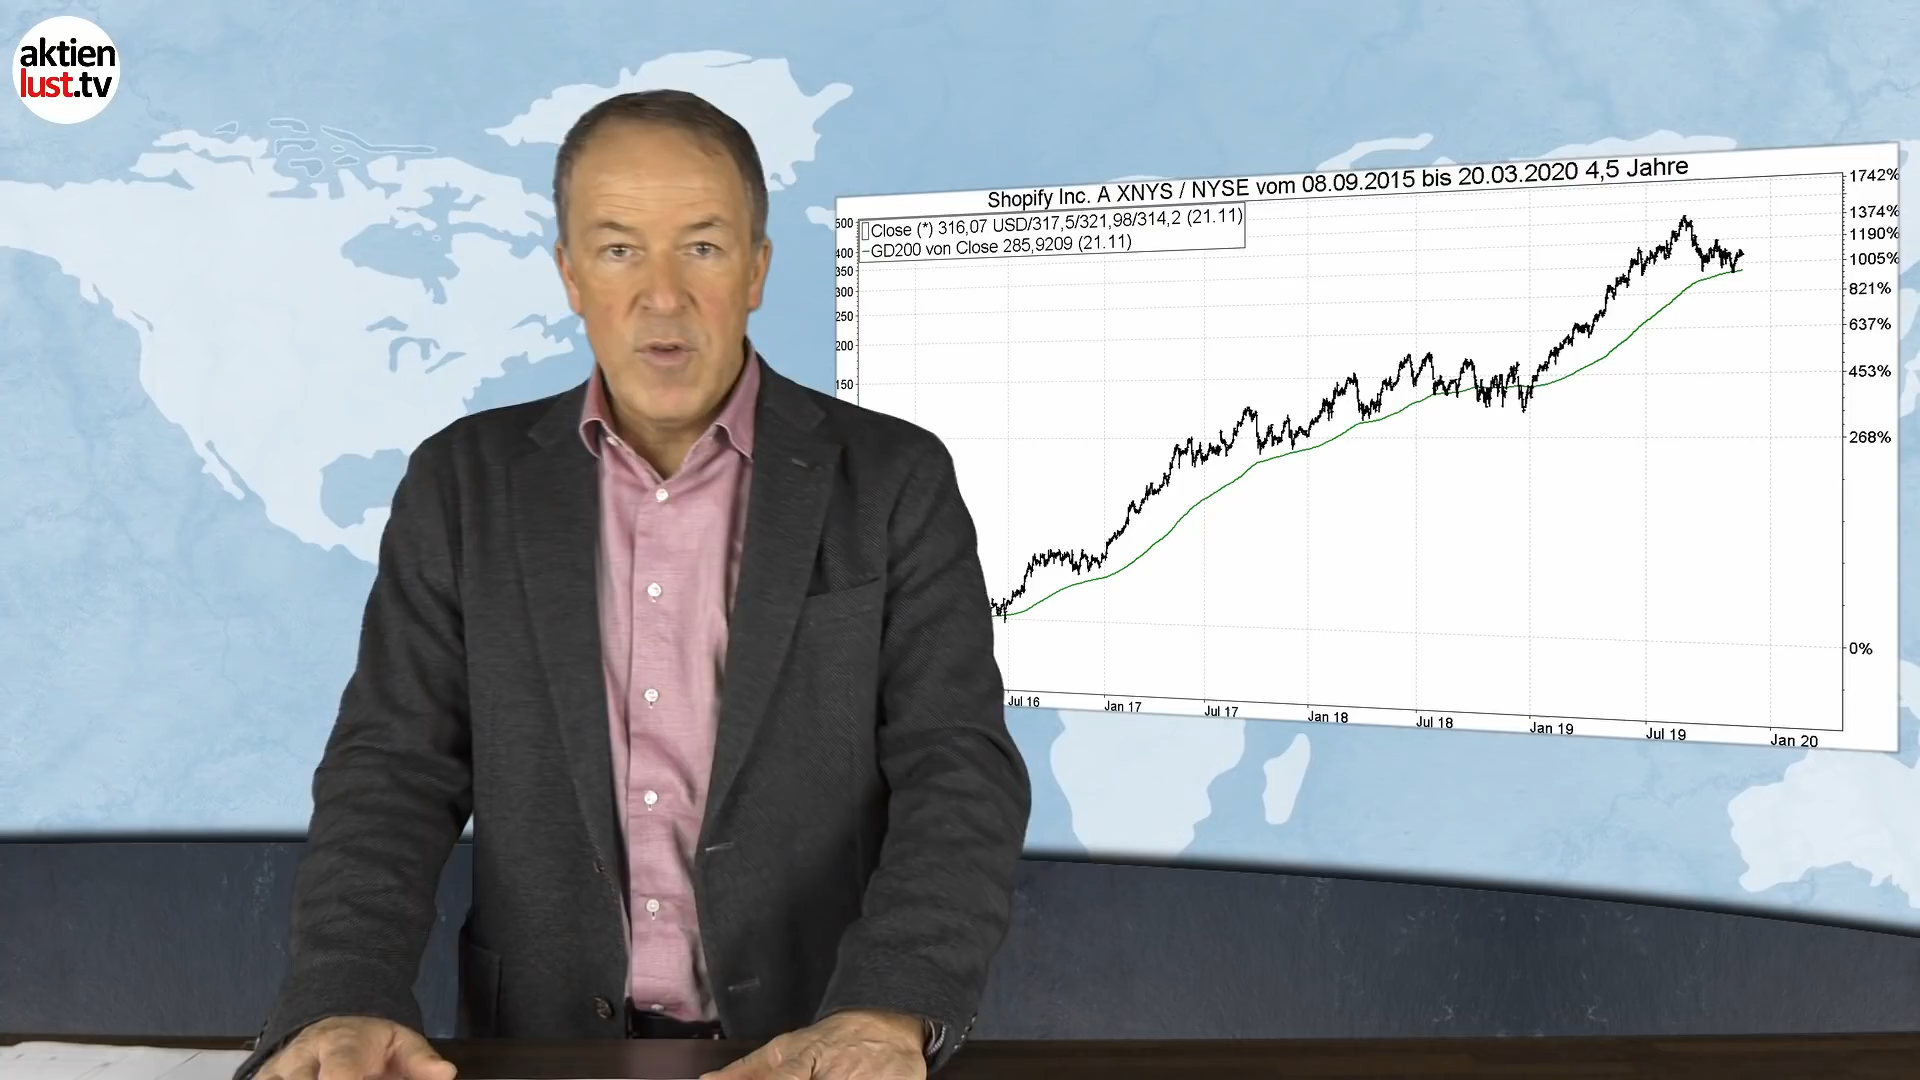 aktien
lust.tv
Shopify Inc. A XNYS / NYSE vom 08.09.2015 bis 20.03.2020 4,5 Jahre
Close (*) 316,07 USD/317,5/321,98/314,2 (21.11)
GD200 von Close 285,9209 (21.11)
500
400
350
300
250
200
150
1742%
1374%
1190%
1005%
821%
637%
453%
268%
0%
Jul 16
Jan 17
Jul 17
Jan 18
Jul 18
Jan 19
Jul 19
Jan 20